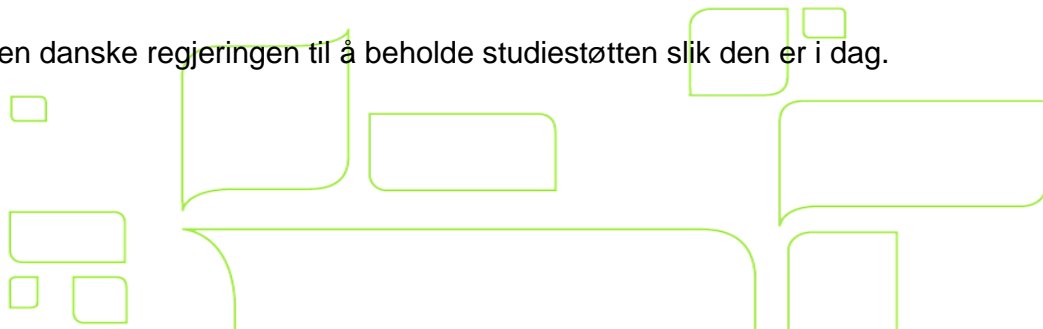 en danske regjeringen til å beholde studiestøtten slik den er i dag.